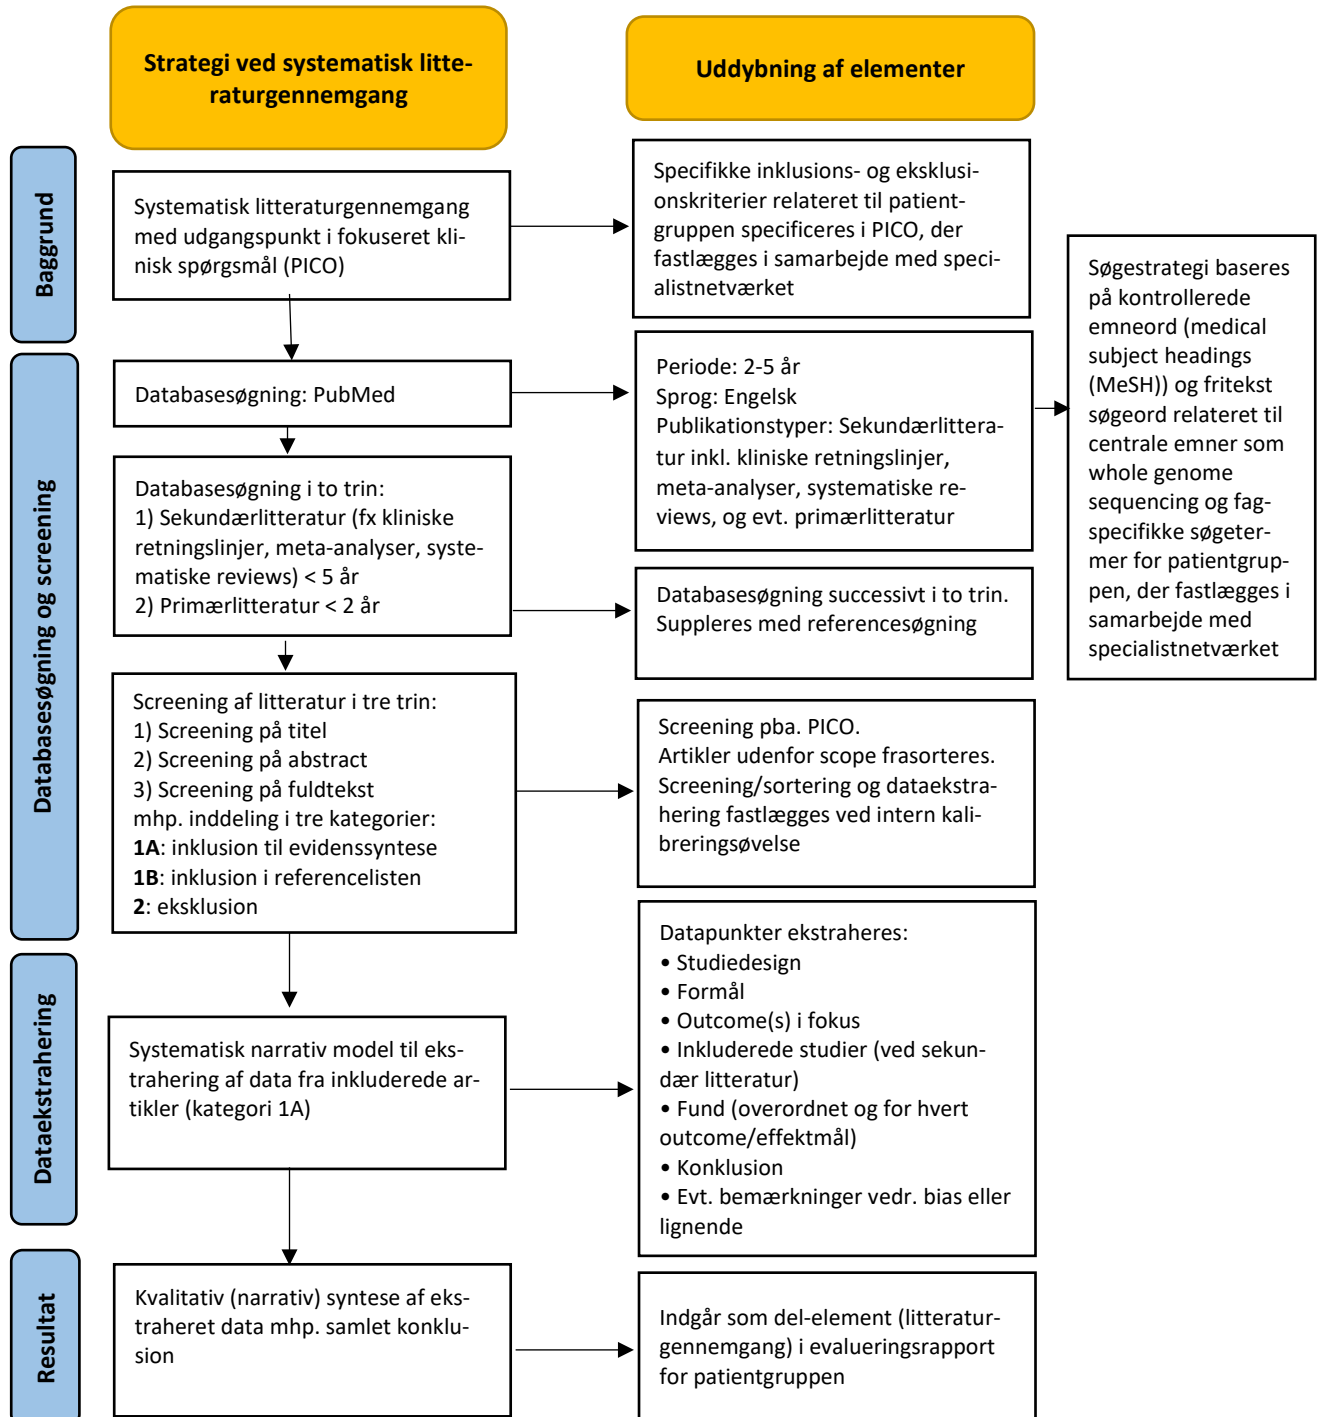 Strategi ved systematisk litte-
raturgennemgang
Uddybning af elementer
Baggrund
Systematisk litteraturgennemgang
med udgangspunkt i fokuseret kli-
nisk spørgsmål (PICO)
Specifikke inklusions- og eksklusi-
onskriterier relateret til patient-
gruppen specificeres i PICO, der
fastlægges i samarbejde med speci-
alistnetværket
Databasesøgning og screening
Databasesøgning: PubMed
Periode: 2-5 år
Sprog: Engelsk
Publikationstyper: Sekundærlittera-
tur inkl. kliniske retningslinjer,
meta-analyser, systematiske re-
views, og evt. primærlitteratur
Søgestrategi baseres
på kontrollerede
emneord (medical
subject headings
(MeSH)) og fritekst
søgeord relateret til
centrale emner som
whole genome
sequencing og fag-
specifikke søgeter-
mer for patientgrup-
pen, der fastlægges i
samarbejde med
specialistnetværket
Databasesøgning i to trin:
1) Sekundærlitteratur (fx kliniske
retningslinjer, meta-analyser, syste-
matiske reviews) < 5 år
2) Primærlitteratur < 2 år
Databasesøgning successivt i to trin.
Suppleres med referencesøgning
Screening af litteratur i tre trin:
1) Screening på titel
2) Screening på abstract
3) Screening på fuldtekst
mhp. inddeling i tre kategorier:
1A: inklusion til evidenssyntese
1B: inklusion i referencelisten
2: eksklusion
Screening pba. PICO.
Artikler udenfor scope frasorteres.
Screening/sortering og dataekstra-
hering fastlægges ved intern kali-
breringsøvelse
Dataekstrahering
Systematisk narrativ model til eks-
trahering af data fra inkluderede ar-
tikler (kategori 1A)
Datapunkter ekstraheres:
• Studiedesign
• Formål
• Outcome(s) i fokus
• Inkluderede studier (ved sekun-
dær litteratur)
• Fund (overordnet og for hvert
outcome/effektmål)
• Konklusion
• Evt. bemærkninger vedr. bias eller
lignende
Resultat
Kvalitativ (narrativ) syntese af eks-
traheret data mhp. samlet konklu-
sion
Indgår som del-element (litteratur-
gennemgang) i evalueringsrapport
for patientgruppen